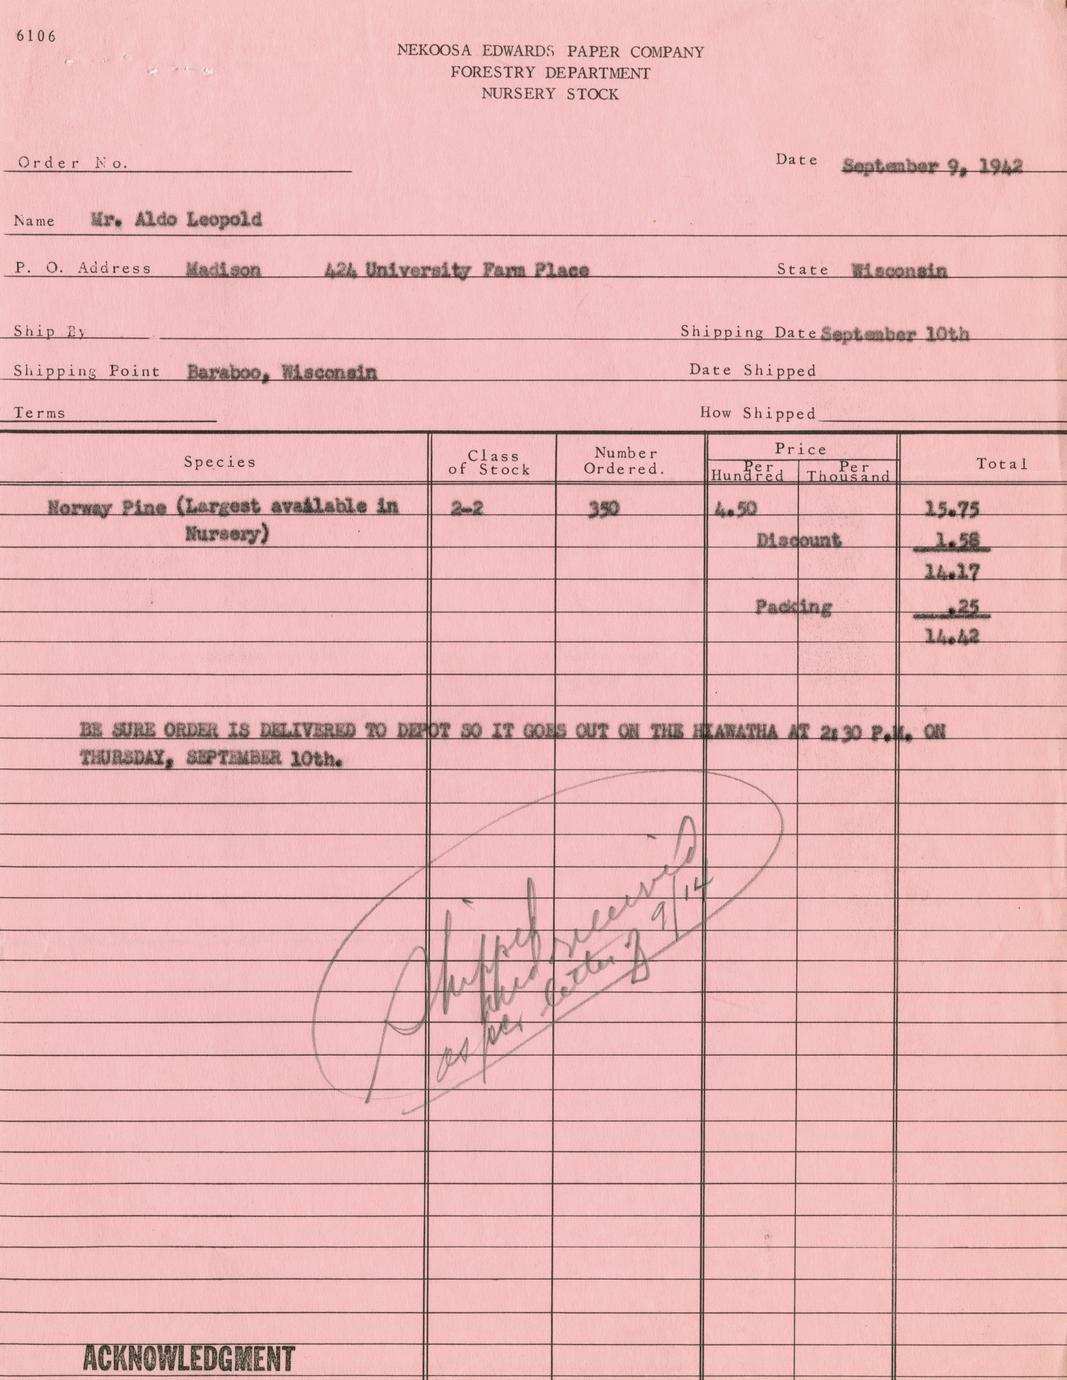 6106
NEKOOSA EDWARDS PAPER COMPANY
FORESTRY DEPARTMENT
NURSERY STOCK
Order No. Date September 9, 1942
Name Mr. Aldo Leopold
P. O. Address Madison 424 University Farm Place State Wisconsin
Ship By Shipping Date September 10th
Shipping Point Baraboo, Wisconsin Date Shipped
Terms How Shipped
Species Class of Stock Number Ordered. Price Per Hundred Per Thousand Total
Norway Pine (Largest available in 2-2 350 4.50 15.75
Nursery) Discount 1.58
14.17
Packing .25
14.42
BE SURE ORDER IS DELIVERED TO DEPOT SO IT GOES OUT ON THE HIAWATHA AT 2:30 P.M. ON
THURSDAY, SEPTEMBER 10th.
Shipped
and received
as per letter of 9/14
ACKNOWLEDGMENT